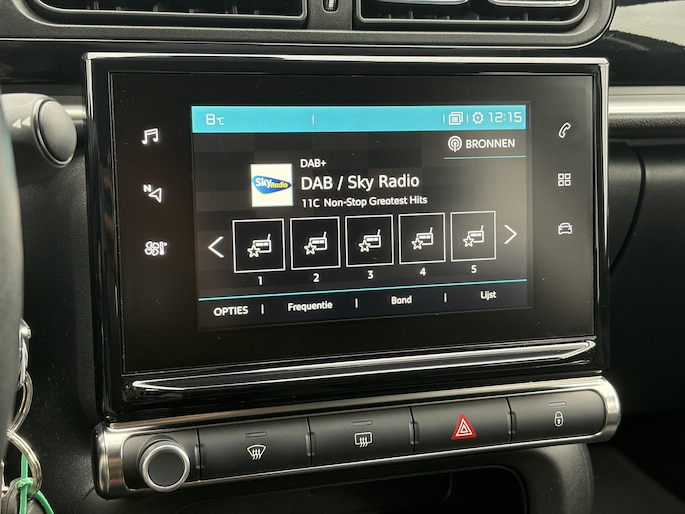 8°C
12:15
BRONNEN
DAB+
Sky Radio
DAB / Sky Radio
11C Non-Stop Greatest Hits
N
1 2 3 4 5
OPTIES | Frequentie | Band | Lijst